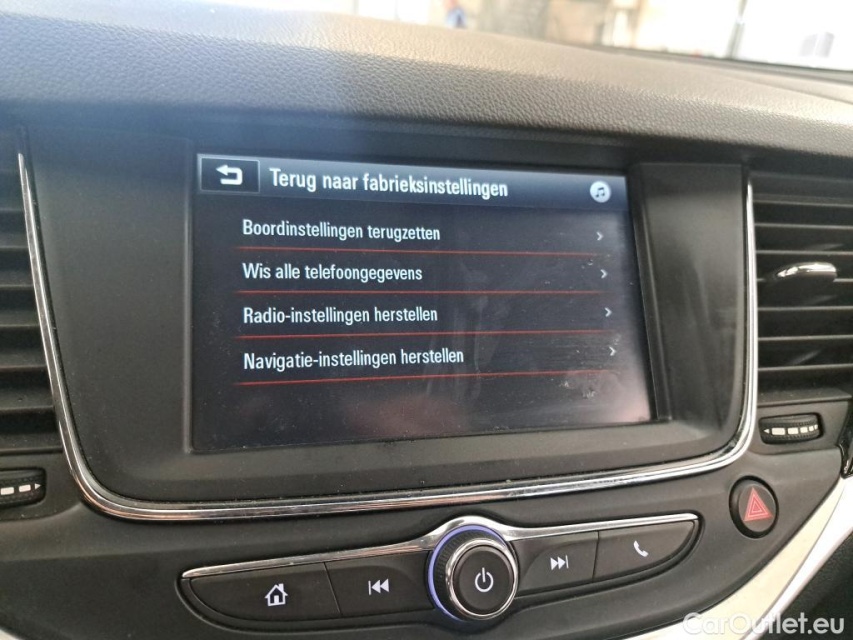 Terug naar fabrieksinstellingen
Boordinstellingen terugzetten
Wis alle telefoongegevens
Radio-instellingen herstellen
Navigatie-instellingen herstellen
CarOutlet.eu